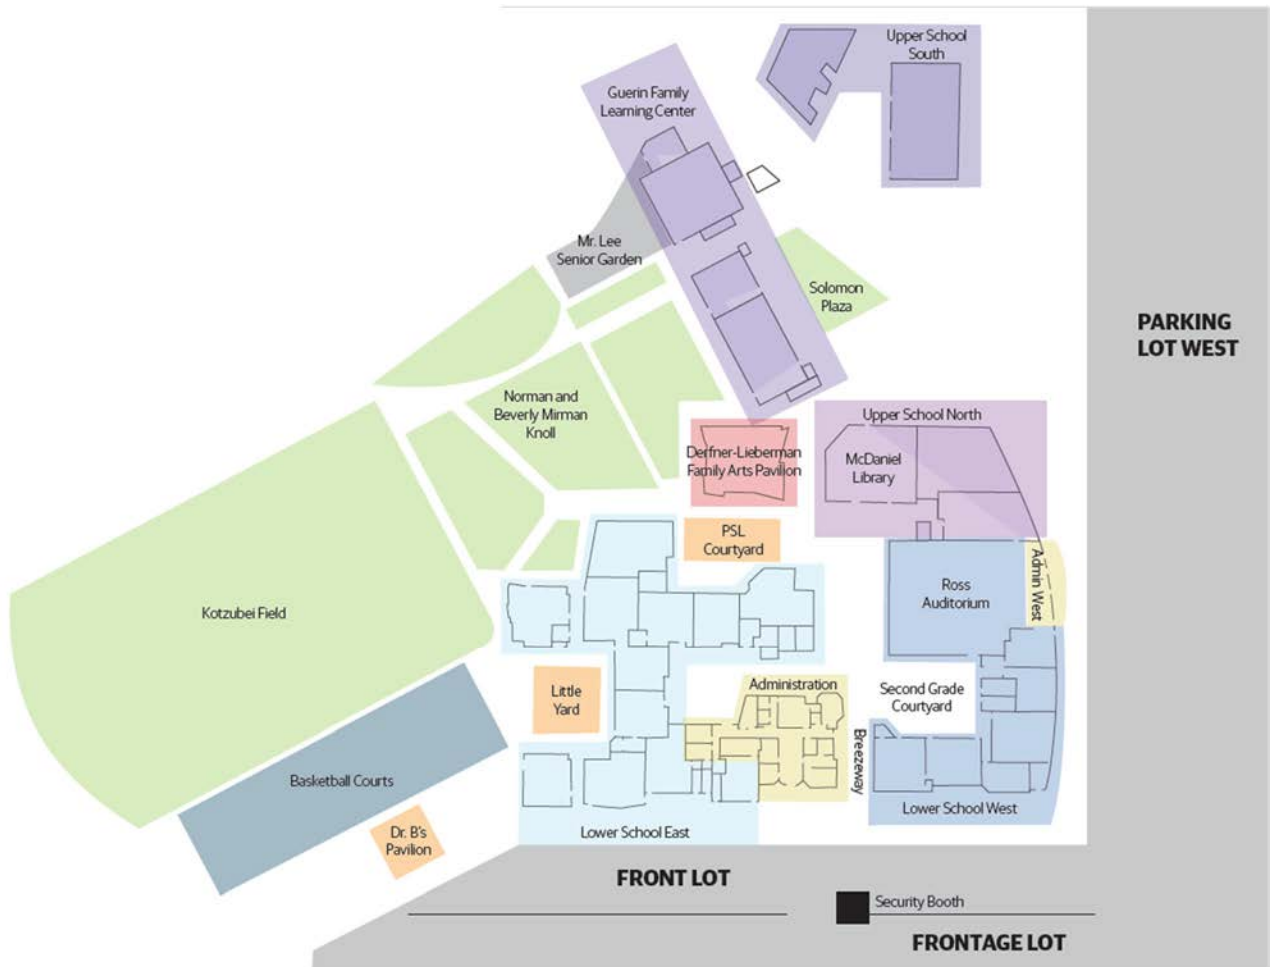 Upper School
South
Guerin Family
Learning Center
Mr. Lee
Senior Garden
Solomon
Plaza
PARKING
LOT WEST
Norman and
Beverly Mirman
Knoll
Upper School North
Derfner-Lieberman
Family Arts Pavilion
McDaniel
Library
PSL
Courtyard
Admin West
Ross
Auditorium
Kotzubei Field
Little
Yard
Administration
Second Grade
Courtyard
Breezeway
Basketball Courts
Dr. B's
Pavilion
Lower School East
Lower School West
FRONT LOT
Security Booth
FRONTAGE LOT